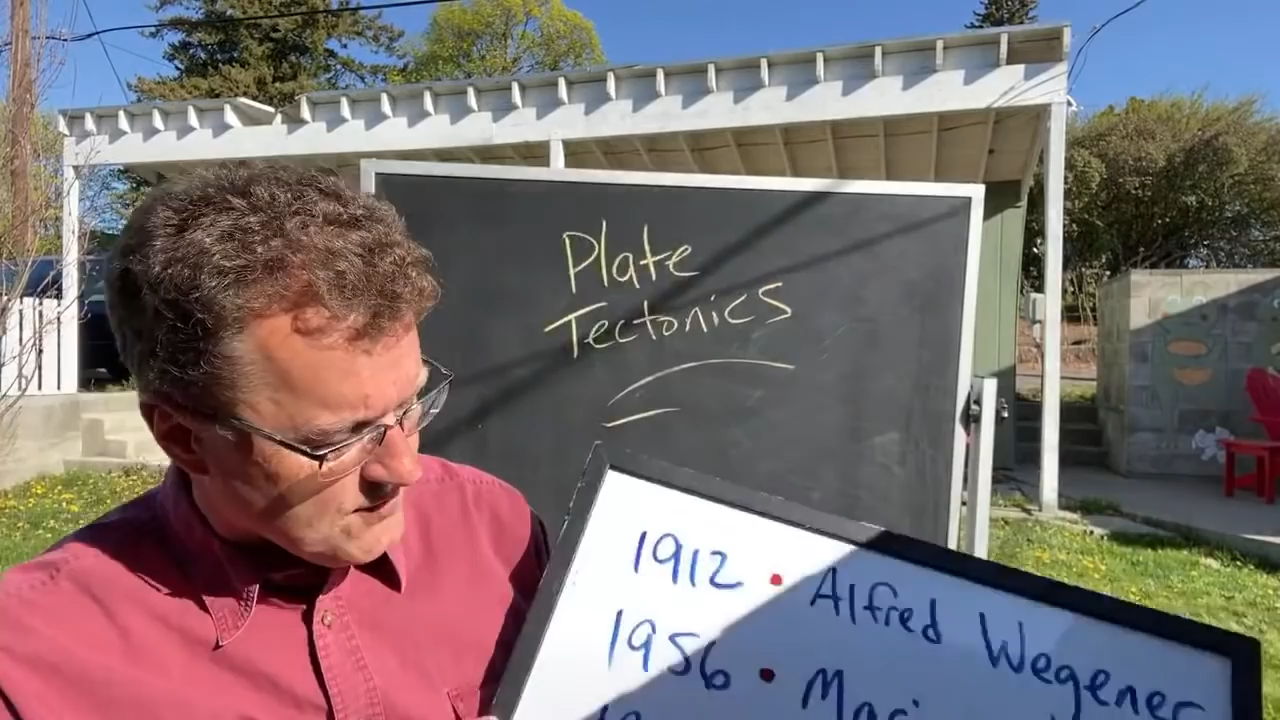 Plate
Tectonics
1912 • Alfred Wegener
1956 •